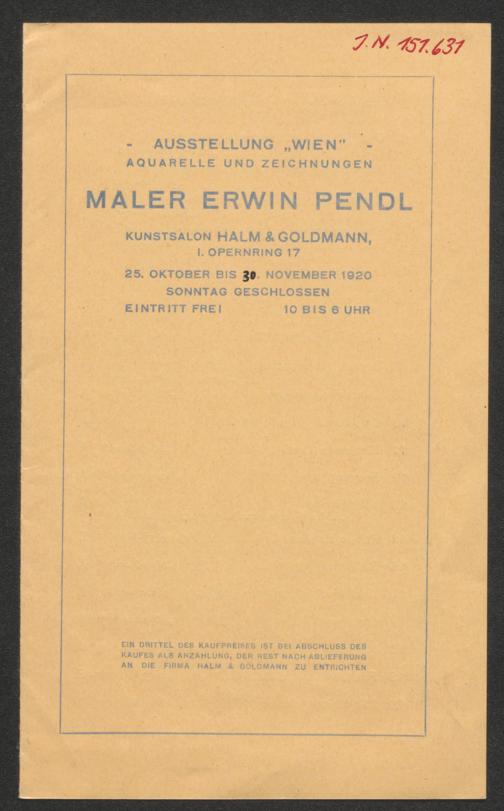 J.N. 151.631
- AUSSTELLUNG „WIEN” -
AQUARELLE UND ZEICHNUNGEN
MALER ERWIN PENDL
KUNSTSALON HALM & GOLDMANN,
I. OPERNRING 17
25. OKTOBER BIS 30. NOVEMBER 1920
SONNTAG GESCHLOSSEN
EINTRITT FREI 10 BIS 6 UHR
EIN DRITTEL DES KAUFPREISES IST BEI ABSCHLUSS DES
KAUFES ALS ANZAHLUNG, DER REST NACH ABLIEFERUNG
AN DIE FIRMA HALM & GOLDMANN ZU ENTRICHTEN